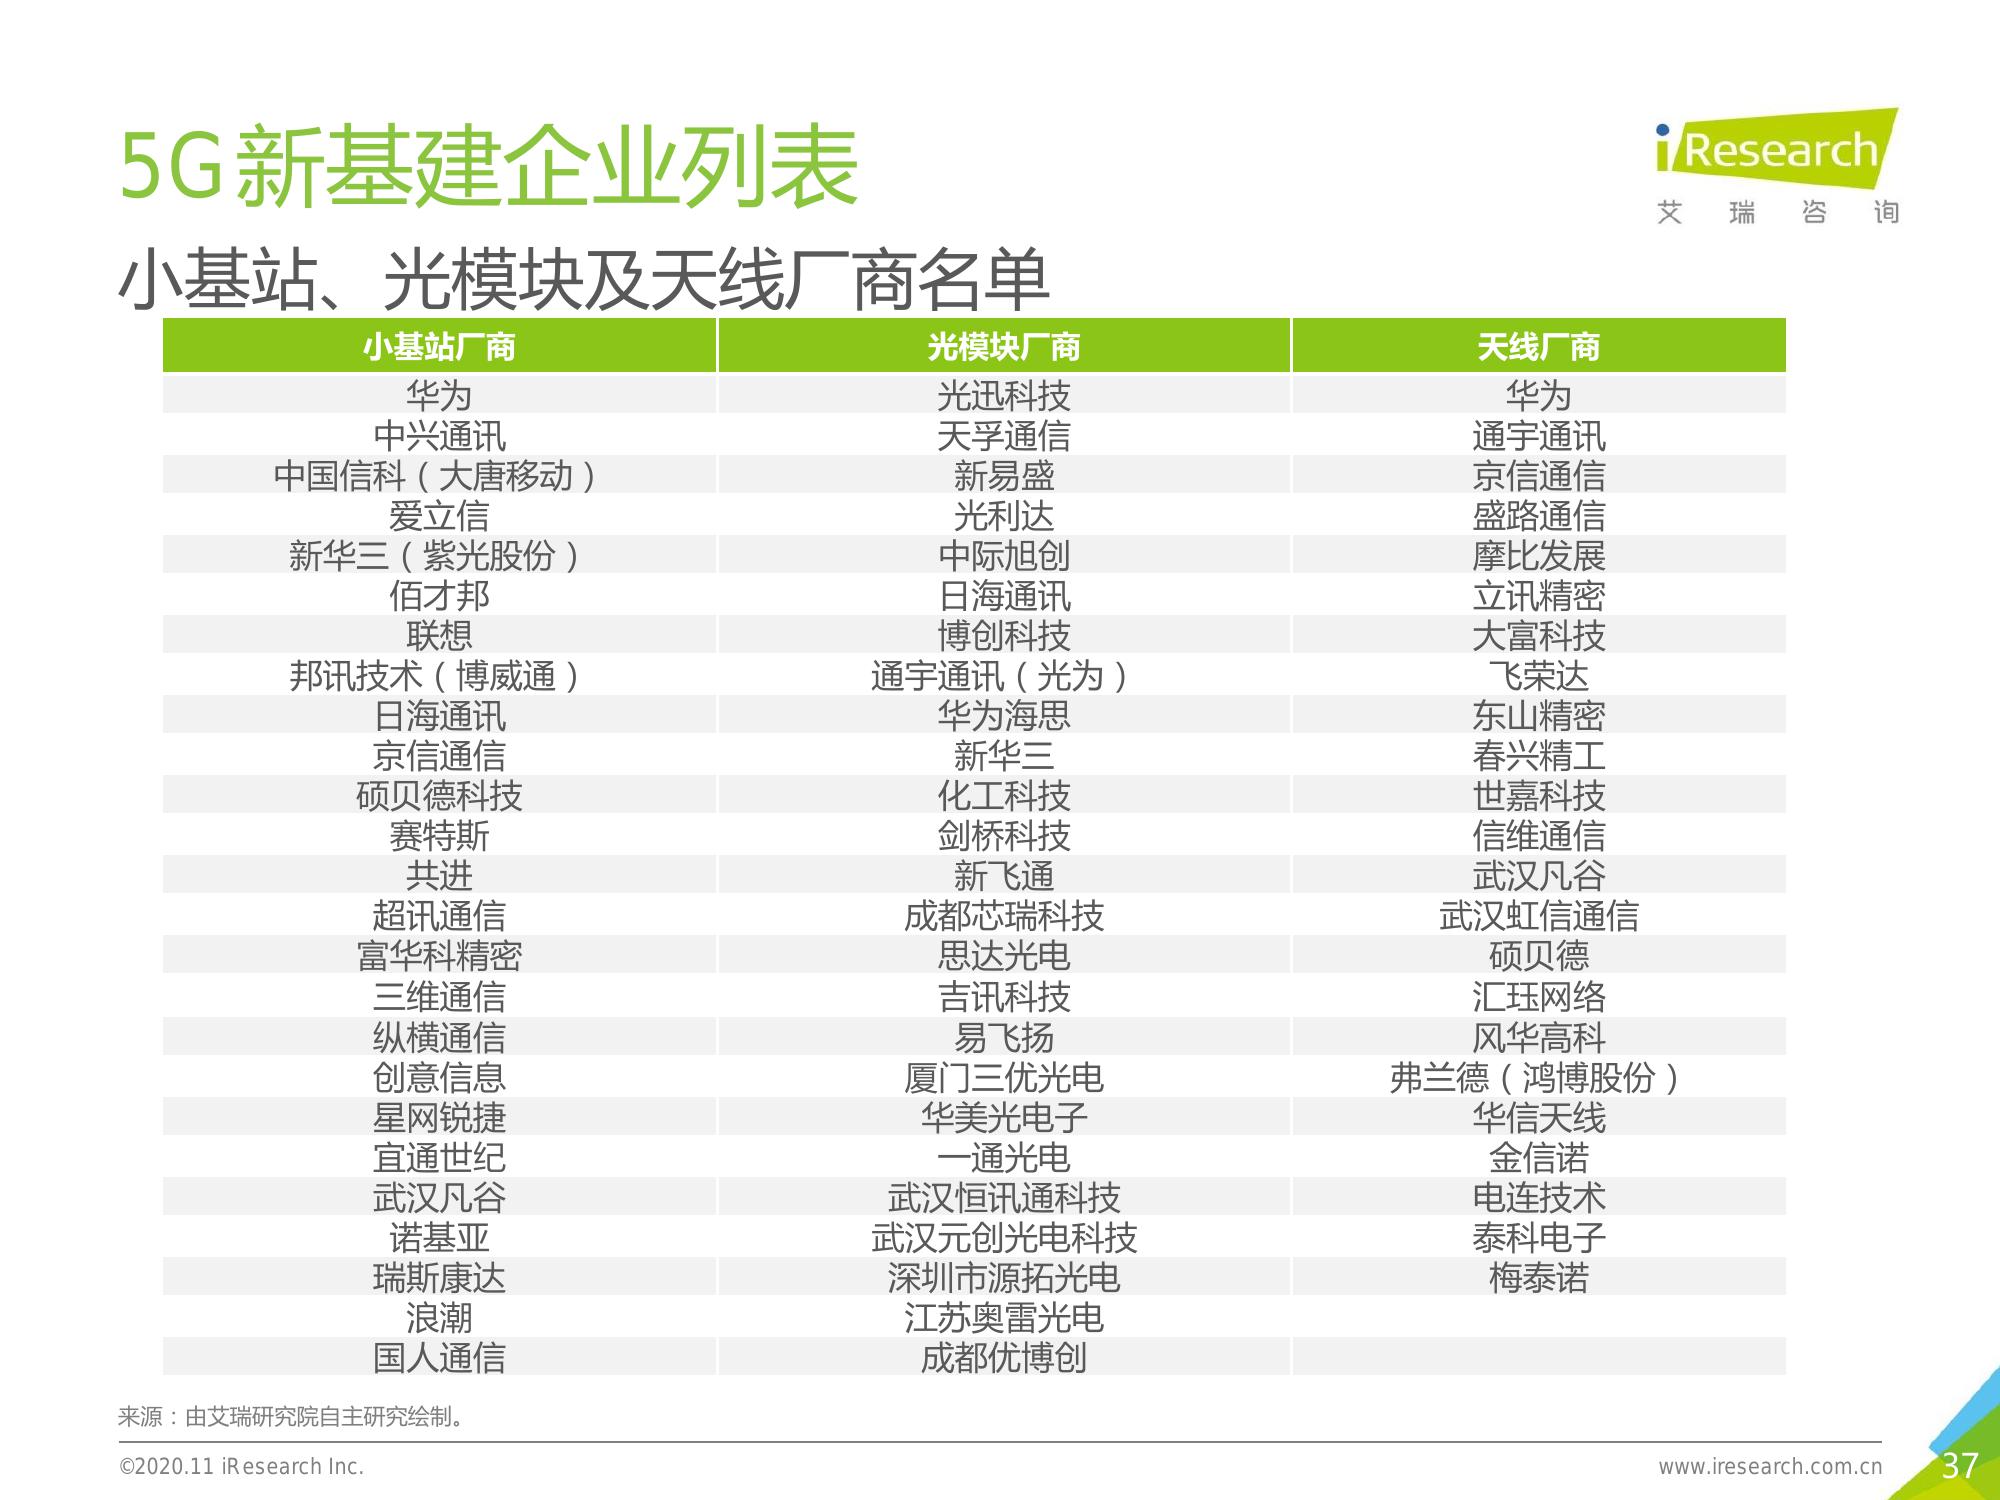 5G新基建企业列表
iResearch
艾瑞咨询
小基站、光模块及天线厂商名单
小基站厂商 光模块厂商 天线厂商
华为 光迅科技 华为
中兴通讯 天孚通信 通宇通讯
中国信科（大唐移动） 新易盛 京信通信
爱立信 光利达 盛路通信
新华三（紫光股份） 中际旭创 摩比发展
佰才邦 日海通讯 立讯精密
联想 博创科技 大富科技
邦讯技术（博威通） 通宇通讯（光为） 飞荣达
日海通讯 华为海思 东山精密
京信通信 新华三 春兴精工
硕贝德科技 化工科技 世嘉科技
赛特斯 剑桥科技 信维通信
共进 新飞通 武汉凡谷
超讯通信 成都芯瑞科技 武汉虹信通信
富华科精密 思达光电 硕贝德
三维通信 吉讯科技 汇珏网络
纵横通信 易飞扬 风华高科
创意信息 厦门三优光电 弗兰德（鸿博股份）
星网锐捷 华美光电子 华信天线
宜通世纪 一通光电 金信诺
武汉凡谷 武汉恒讯通科技 电连技术
诺基亚 武汉元创光电科技 泰科电子
瑞斯康达 深圳市源拓光电 梅泰诺
浪潮 江苏奥雷光电
国人通信 成都优博创
来源：由艾瑞研究院自主研究绘制。
©2020.11 iResearch Inc.
www.iresearch.com.cn
37